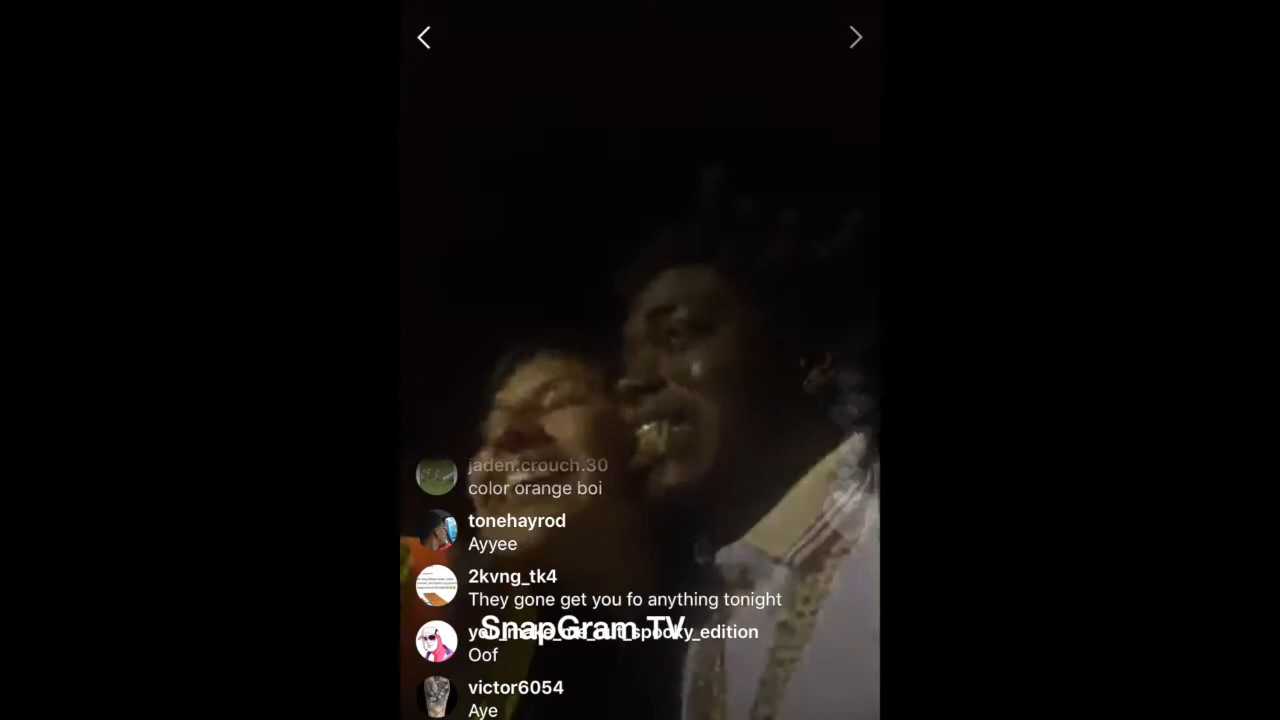 jaden.crouch.30
color orange boi
tonehayrod
Ayyee
2kvng_tk4
They gone get you fo anything tonight
SnapGram TV
spooky_edition
Oof
victor6054
Aye